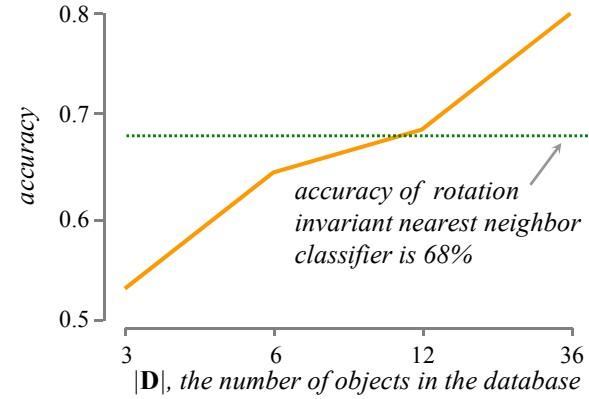 0.8
0.7
0.6
0.5
accuracy
accuracy of rotation
invariant nearest neighbor
classifier is 68%
3 6 12 36
|D|, the number of objects in the database